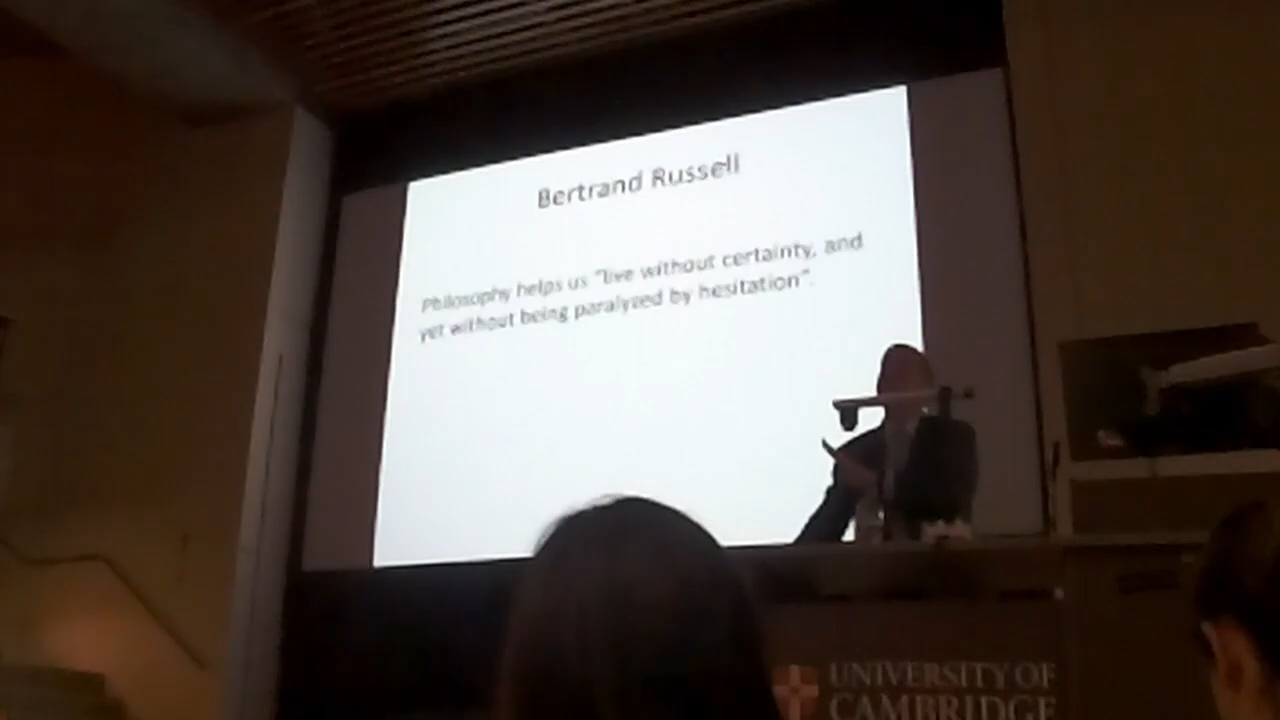 Bertrand Russell
Philosophy helps us "live without certainty, and
yet without being paralyzed by hesitation".
UNIVERSITY OF
CAMBRIDGE